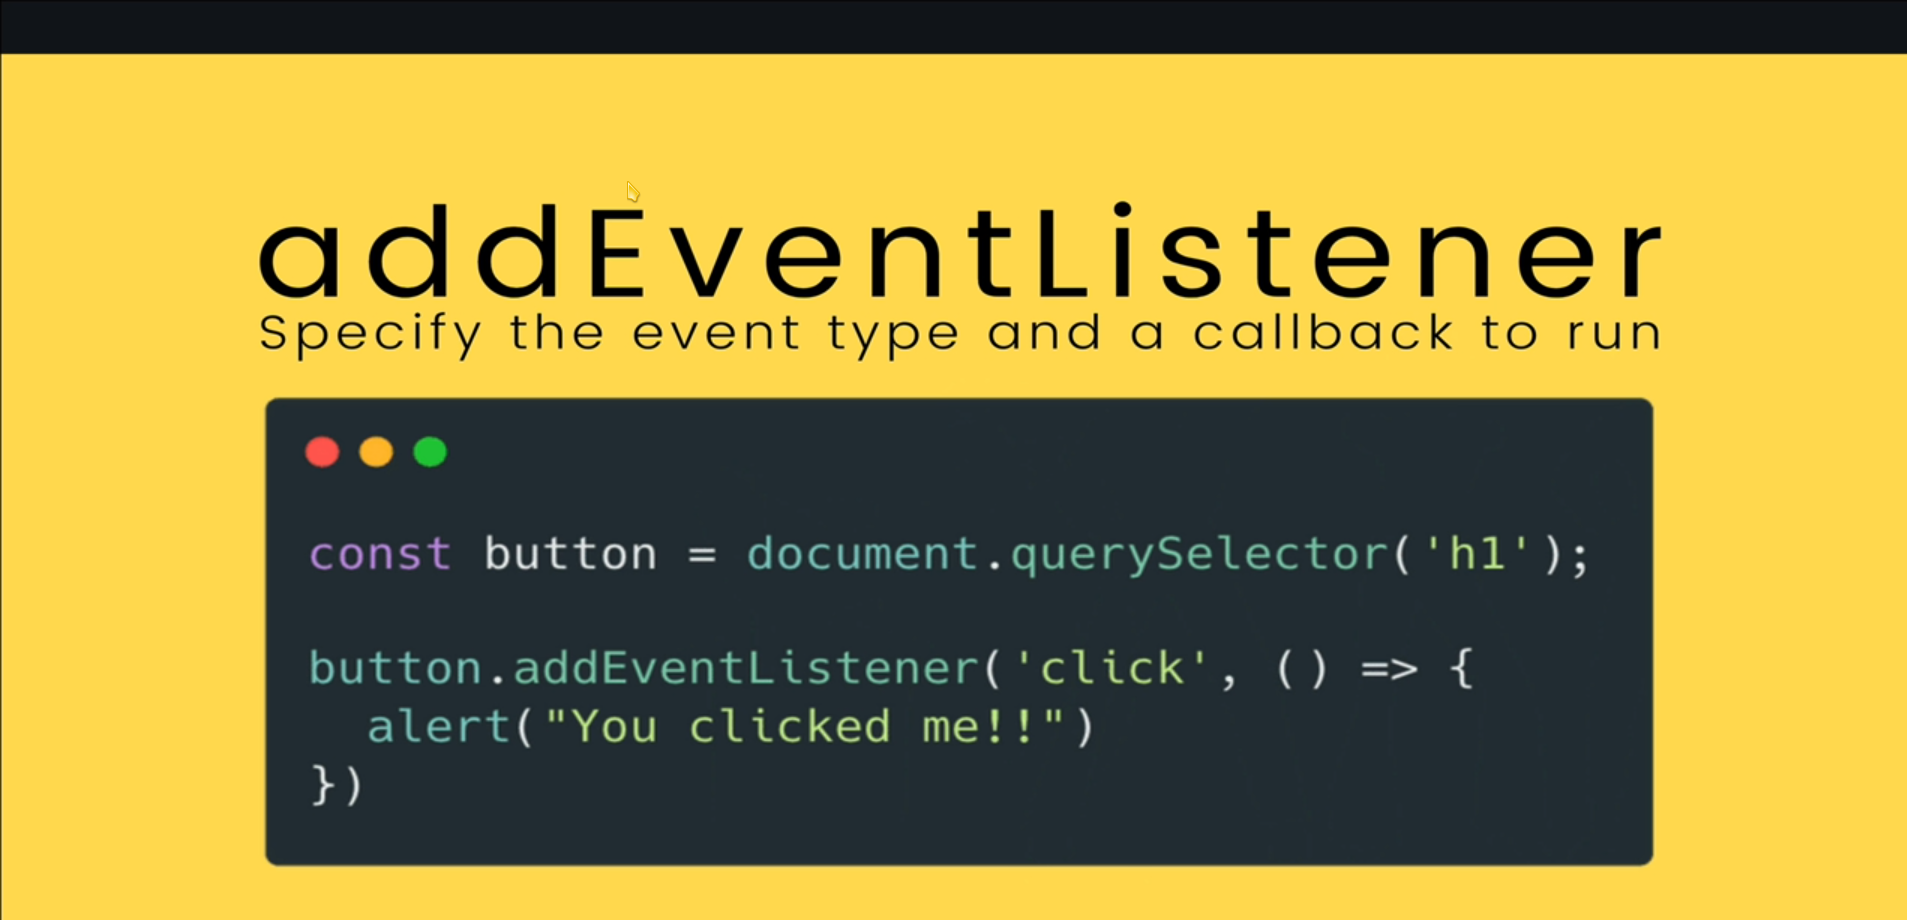 addEventListener
Specify the event type and a callback to run
const button = document.querySelector('h1');
button.addEventListener('click', () => {
  alert("You clicked me!!")
})